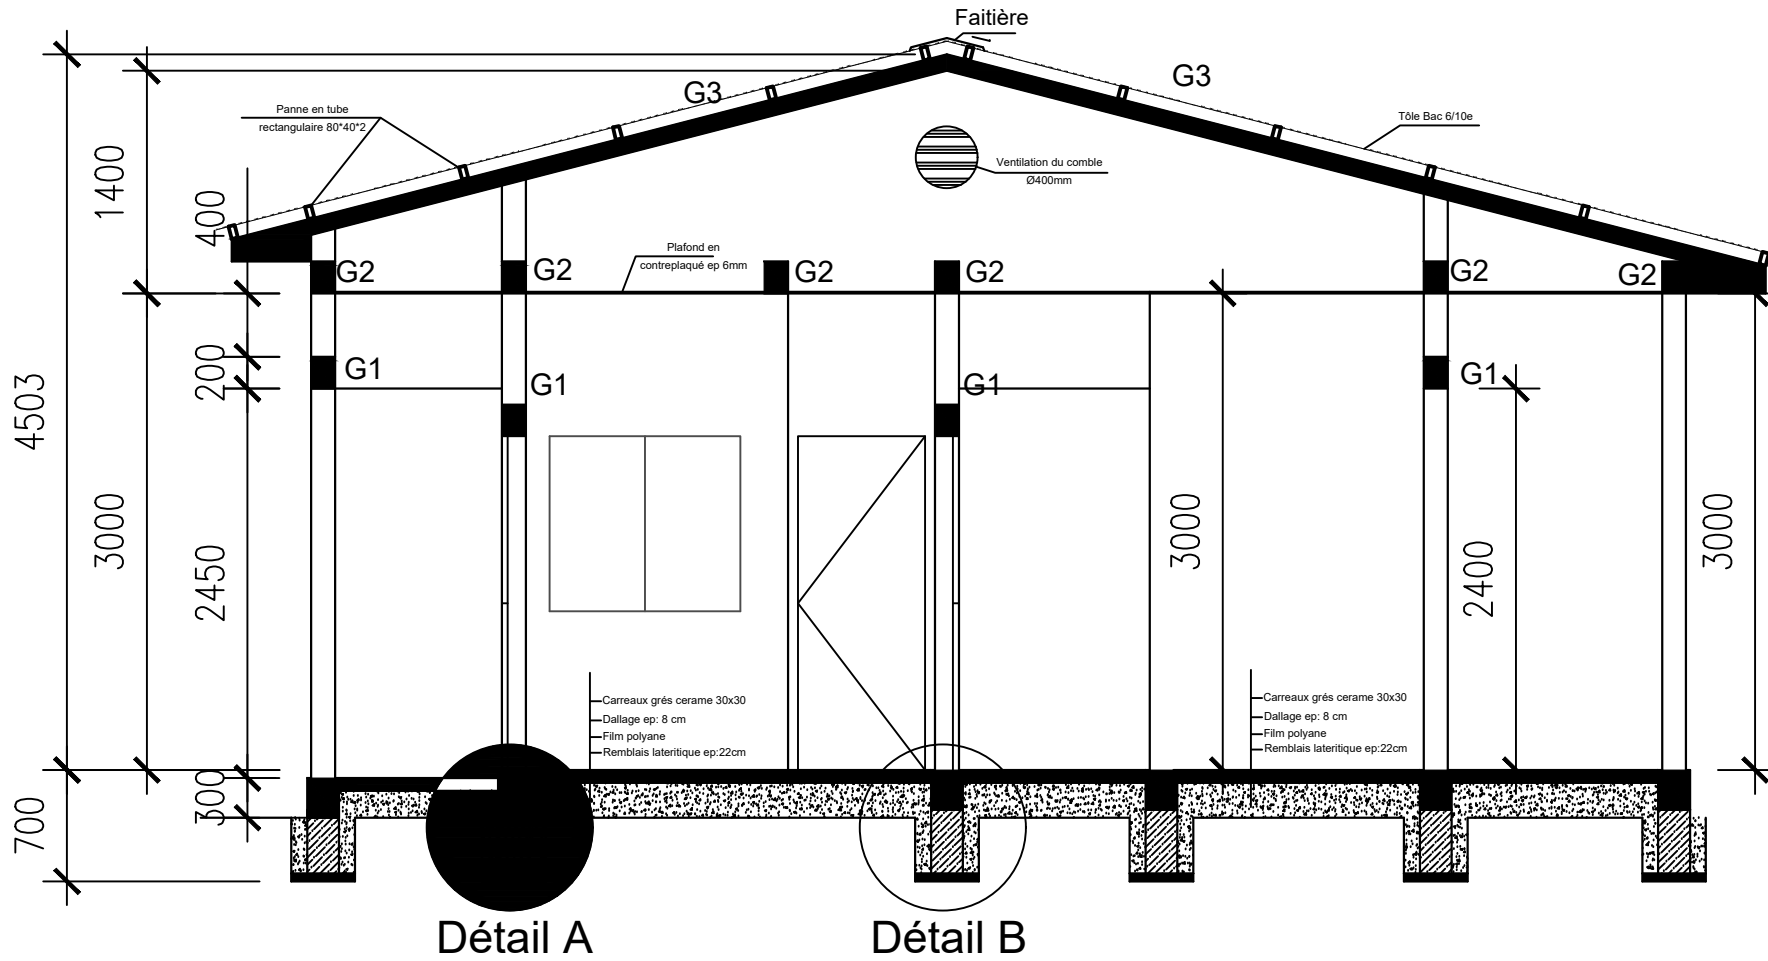 Faitière
G3
G3
Panne en tube
rectangulaire 80*40*2
Tôle Bac 6/10e
Ventilation du comble
Ø400mm
1400
400
Plafond en
contreplaqué ep 6mm
G2
G2
G2
G2
G2
G2
200
G1
G1
G1
G1
4503
3000
2450
3000
2400
3000
Carreaux grés cerame 30x30
Dallage ep: 8 cm
Film polyane
Remblais lateritique ep:22cm
Carreaux grés cerame 30x30
Dallage ep: 8 cm
Film polyane
Remblais lateritique ep:22cm
300
700
Détail A
Détail B